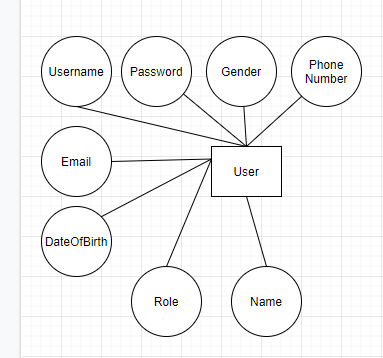 Username
Password
Gender
Phone
Number
Email
User
DateOfBirth
Role
Name